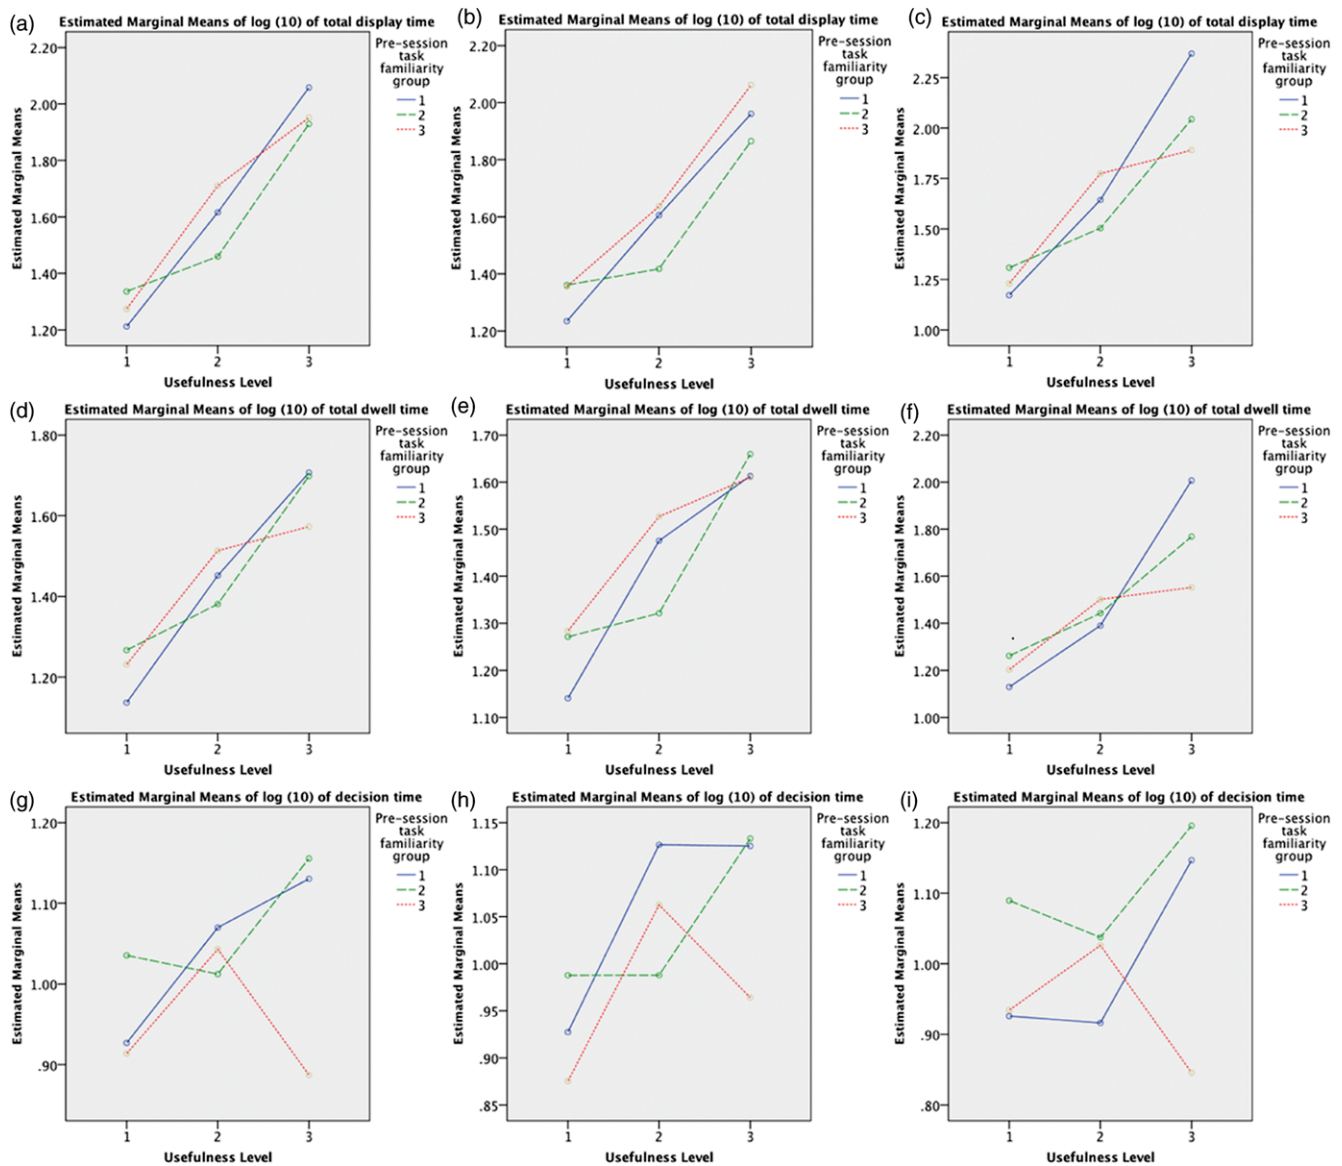 (a) Estimated Marginal Means of log (10) of total display time
Pre-session
task
familiarity
group
1
2
3
2.20
2.00
1.80
1.60
1.40
1.20
Estimated Marginal Means
1 2 3
Usefulness Level
(b) Estimated Marginal Means of log (10) of total display time
Pre-session
task
familiarity
group
1
2
3
2.20
2.00
1.80
1.60
1.40
1.20
Estimated Marginal Means
1 2 3
Usefulness Level
(c) Estimated Marginal Means of log (10) of total display time
Pre-session
task
familiarity
group
1
2
3
2.25
2.00
1.75
1.50
1.25
1.00
Estimated Marginal Means
1 2 3
Usefulness Level
(d) Estimated Marginal Means of log (10) of total dwell time
Pre-session
task
familiarity
group
1
2
3
1.80
1.60
1.40
1.20
Estimated Marginal Means
1 2 3
Usefulness Level
(e) Estimated Marginal Means of log (10) of total dwell time
Pre-session
task
familiarity
group
1
2
3
1.70
1.60
1.50
1.40
1.30
1.20
1.10
Estimated Marginal Means
1 2 3
Usefulness Level
(f) Estimated Marginal Means of log (10) of total dwell time
Pre-session
task
familiarity
group
1
2
3
2.20
2.00
1.80
1.60
1.40
1.20
1.00
Estimated Marginal Means
1 2 3
Usefulness Level
(g) Estimated Marginal Means of log (10) of decision time
Pre-session
task
familiarity
group
1
2
3
1.20
1.10
1.00
.90
Estimated Marginal Means
1 2 3
Usefulness Level
(h) Estimated Marginal Means of log (10) of decision time
Pre-session
task
familiarity
group
1
2
3
1.15
1.10
1.05
1.00
.95
.90
.85
Estimated Marginal Means
1 2 3
Usefulness Level
(i) Estimated Marginal Means of log (10) of decision time
Pre-session
task
familiarity
group
1
2
3
1.20
1.10
1.00
.90
.80
Estimated Marginal Means
1 2 3
Usefulness Level